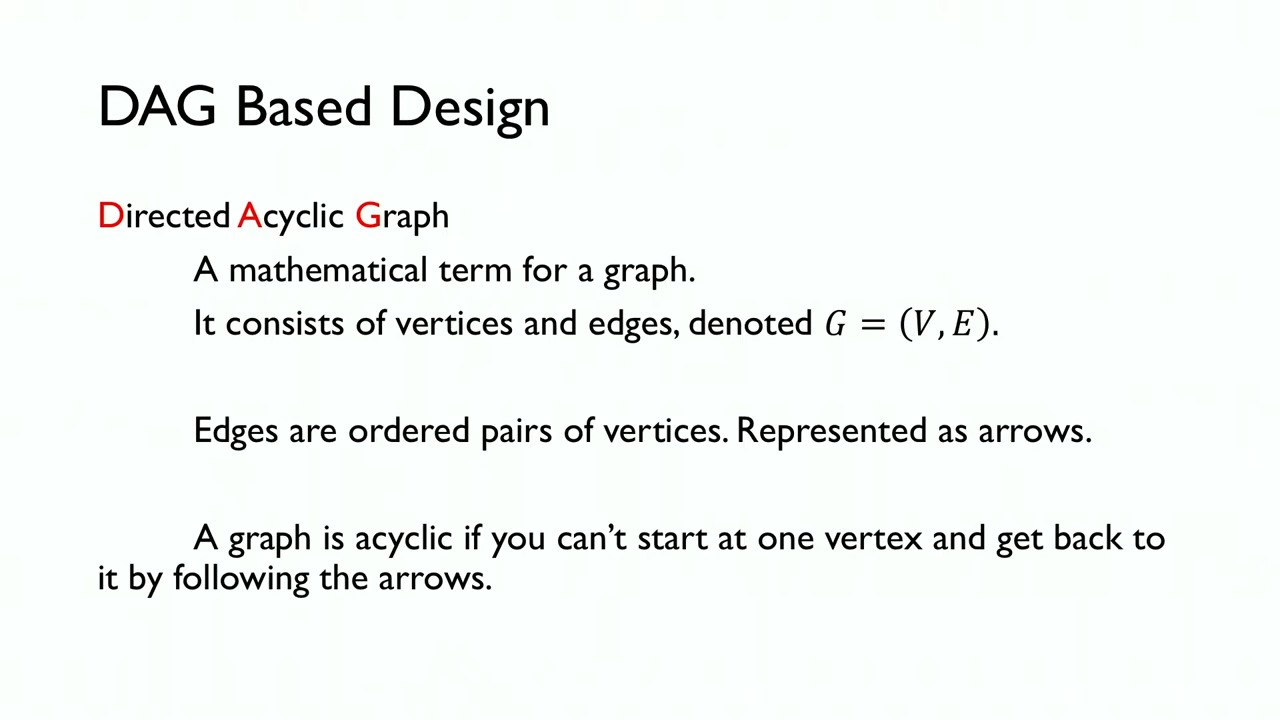 DAG Based Design
Directed Acyclic Graph
A mathematical term for a graph.
It consists of vertices and edges, denoted G = (V, E).
Edges are ordered pairs of vertices. Represented as arrows.
A graph is acyclic if you can’t start at one vertex and get back to
it by following the arrows.